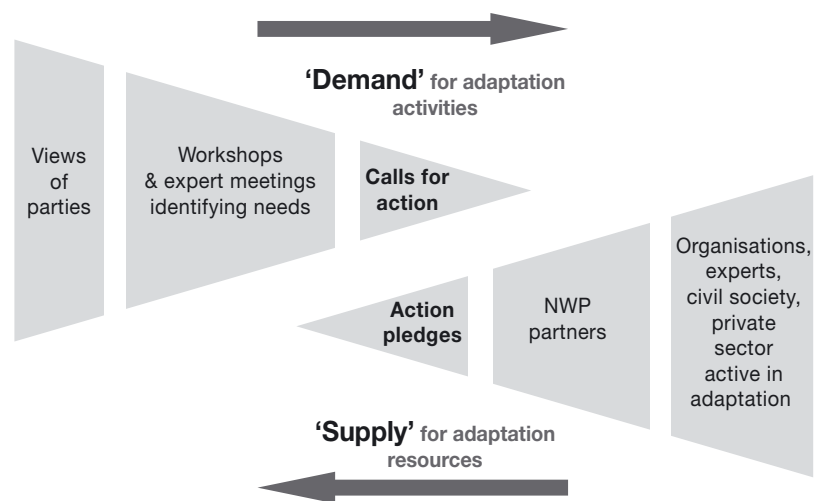 ‘Demand’ for adaptation
activities
Views
of
parties
Workshops
& expert meetings
identifying needs
Calls for
action
Action
pledges
NWP
partners
Organisations,
experts,
civil society,
private
sector
active in
adaptation
‘Supply’ for adaptation
resources